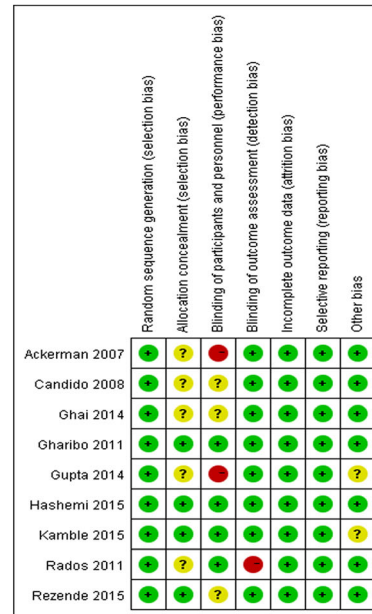 Random sequence generation (selection bias)
Allocation concealment (selection bias)
Blinding of participants and personnel (performance bias)
Blinding of outcome assessment (detection bias)
Incomplete outcome data (attrition bias)
Selective reporting (reporting bias)
Other bias
Ackerman 2007 + ? - + + + +
Candido 2008 + ? ? + + + +
Ghai 2014 + ? ? + + + +
Gharibo 2011 + + + + + + +
Gupta 2014 + ? - + + + ?
Hashemi 2015 + + + + + + +
Kamble 2015 + + + + + + ?
Rados 2011 + ? + - + + +
Rezende 2015 + + ? + + + +